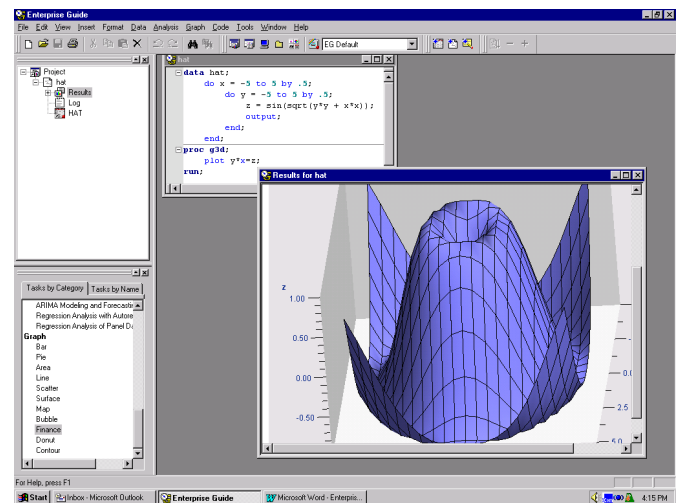 Enterprise Guide
File Edit View Insert Format Data Analysis Graph Code Tools Window Help
EG Default
Project
hat
Results
Log
HAT
hat
data hat;
do x = -5 to 5 by .5;
do y = -5 to 5 by .5;
z = sin(sqrt(y*y + x*x));
output;
end;
end;
proc g3d;
plot y*x=z;
run;
Results for hat
z
1.00
0.50
0.00
-0.50
2.5
5.0
Tasks by Category Tasks by Name
ARIMA Modeling and Forecastin
Regression Analysis with Autore
Regression Analysis of Panel Da
Graph
Bar
Pie
Area
Line
Scatter
Surface
Map
Bubble
Finance
Donut
Contour
For Help, press F1
Start Inbox - Microsoft Outlook Enterprise Guide Microsoft Word - Enterpris... 4:15 PM